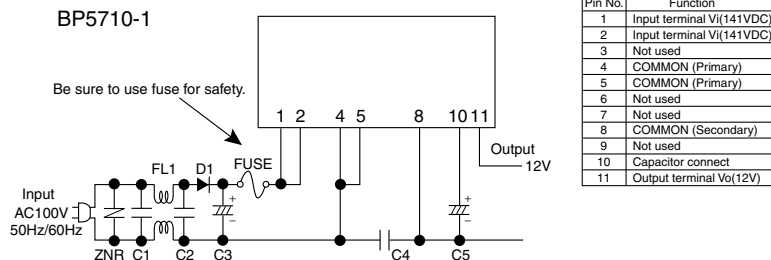 BP5710-1
Be sure to use fuse for safety.
1 2 4 5 8 10 11
Output
12V
FL1 D1 FUSE
Input
AC100V
50Hz/60Hz
+
−
+
−
ZNR C1 C2 C3 C4 C5
Pin No. Function
1 Input terminal Vi(141VDC)
2 Input terminal Vi(141VDC)
3 Not used
4 COMMON (Primary)
5 COMMON (Primary)
6 Not used
7 Not used
8 COMMON (Secondary)
9 Not used
10 Capacitor connect
11 Output terminal Vo(12V)